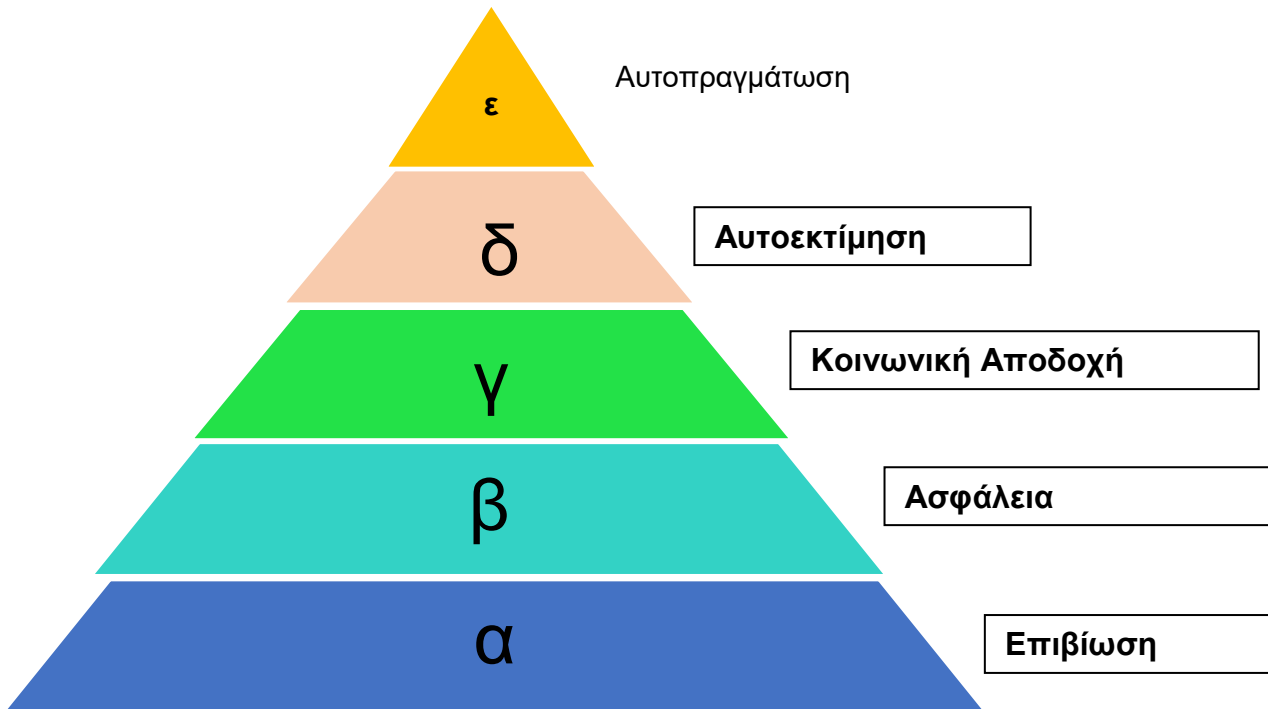 Αυτοπραγμάτωση
ε
δ
Αυτοεκτίμηση
γ
Κοινωνική Αποδοχή
β
Ασφάλεια
α
Επιβίωση